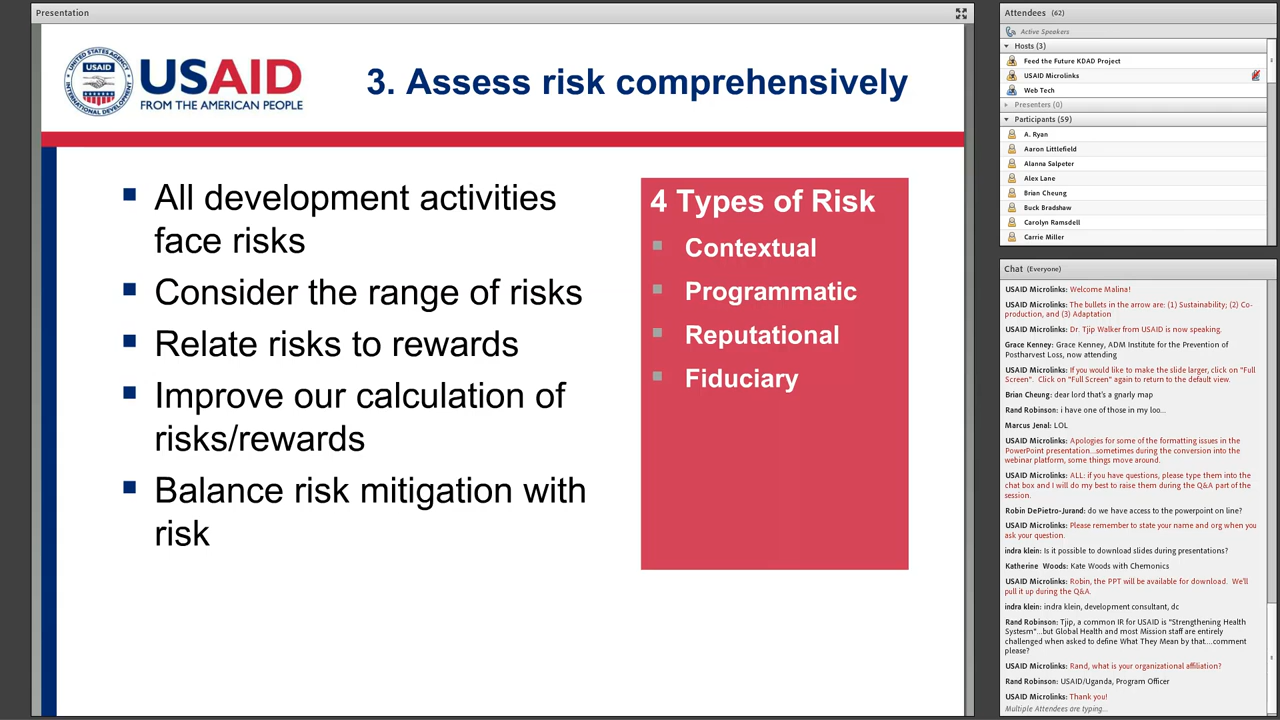 Presentation
UNITED STATES AGENCY
USAID
INTERNATIONAL DEVELOPMENT
USAID
FROM THE AMERICAN PEOPLE
3. Assess risk comprehensively
All development activities
face risks
Consider the range of risks
Relate risks to rewards
Improve our calculation of
risks/rewards
Balance risk mitigation with
risk
4 Types of Risk
Contextual
Programmatic
Reputational
Fiduciary
Attendees (62)
Active Speakers
Hosts (3)
Feed the Future KDAD Project
USAID Microlinks
Web Tech
Presenters (0)
Participants (59)
A. Ryan
Aaron Littlefield
Alanna Salpeter
Alex Lane
Brian Cheung
Buck Bradshaw
Carolyn Ramsdell
Carrie Miller
Chat (Everyone)
USAID Microlinks: Welcome Malina!
USAID Microlinks: The bullets in the arrow are: (1) Sustainability; (2) Co-
production, and (3) Adaptation
USAID Microlinks: Dr. Tjip Walker from USAID is now speaking.
Grace Kenney: Grace Kenney, ADM Institute for the Prevention of
Postharvest Loss, now attending
USAID Microlinks: If you would like to make the slide larger, click on "Full
Screen".  Click on "Full Screen" again to return to the default view.
Brian Cheung: dear lord that's a gnarly map
Rand Robinson: i have one of those in my loo...
Marcus Jenal: LOL
USAID Microlinks: Apologies for some of the formatting issues in the
PowerPoint presentation...sometimes during the conversion into the
webinar platform, some things move around.
USAID Microlinks: ALL: if you have questions, please type them into the
chat box and I will do my best to raise them during the Q&A part of the
session.
Robin DePietro-Jurand: do we have access to the powerpoint on line?
USAID Microlinks: Please remember to state your name and org when you
ask your question.
indra klein: Is it possible to download slides during presentations?
Katherine  Woods: Kate Woods with Chemonics
USAID Microlinks: Robin, the PPT will be available for download.  We'll
pull it up during the Q&A.
indra klein: indra klein, development consultant, dc
Rand Robinson: Tjip, a common IR for USAID is "Strengthening Health
Systesm"...but Global Health and most Mission staff are entirely
challenged when asked to define What They Mean by that....comment
please?
USAID Microlinks: Rand, what is your organizational affiliation?
Rand Robinson: USAID/Uganda, Program Officer
USAID Microlinks: Thank you!
Multiple Attendees are typing...